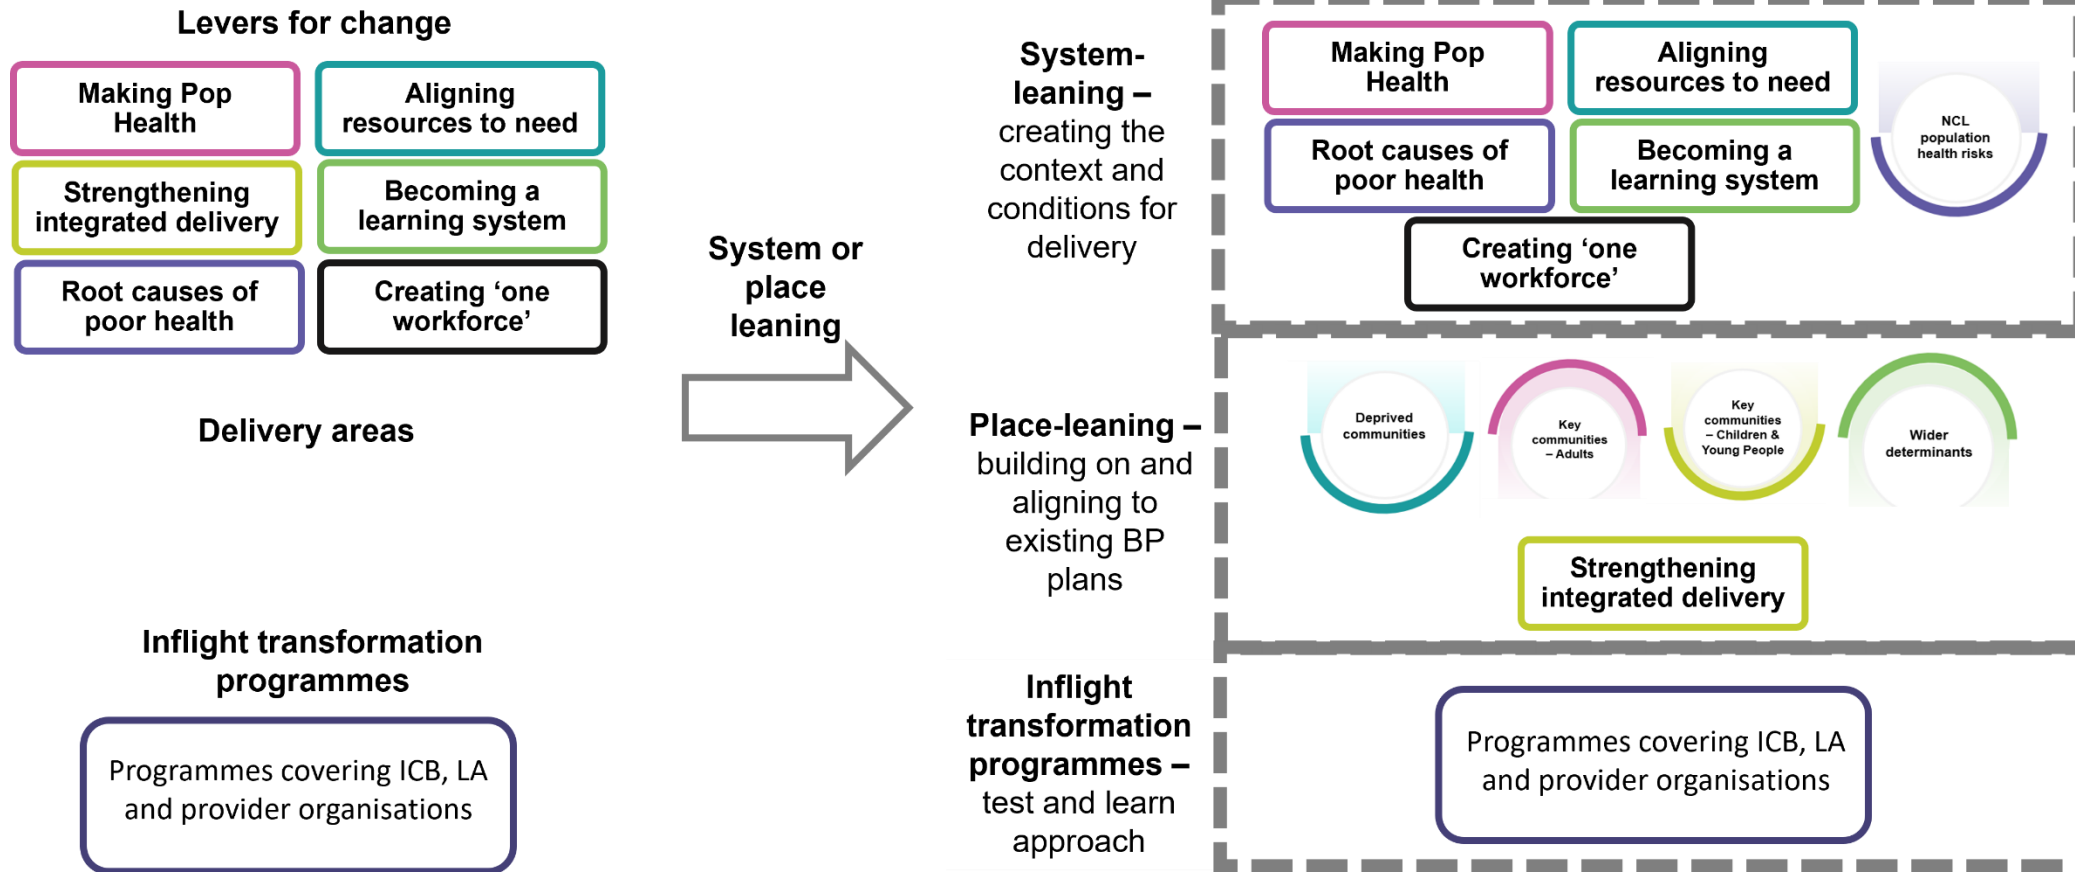 Levers for change
Making Pop
Health
Aligning
resources to need
Strengthening
integrated delivery
Becoming a
learning system
Root causes of
poor health
Creating ‘one
workforce’
Delivery areas
Inflight transformation
programmes
Programmes covering ICB, LA
and provider organisations
System or
place
leaning
System-
leaning –
creating the
context and
conditions for
delivery
Making Pop
Health
Aligning
resources to need
Root causes of
poor health
Becoming a
learning system
Creating ‘one
workforce’
NCL
population
health risks
Place-leaning –
building on and
aligning to
existing BP
plans
Deprived
communities
Key
communities
– Adults
Key
communities
– Children &
Young People
Wider
determinants
Strengthening
integrated delivery
Inflight
transformation
programmes –
test and learn
approach
Programmes covering ICB, LA
and provider organisations